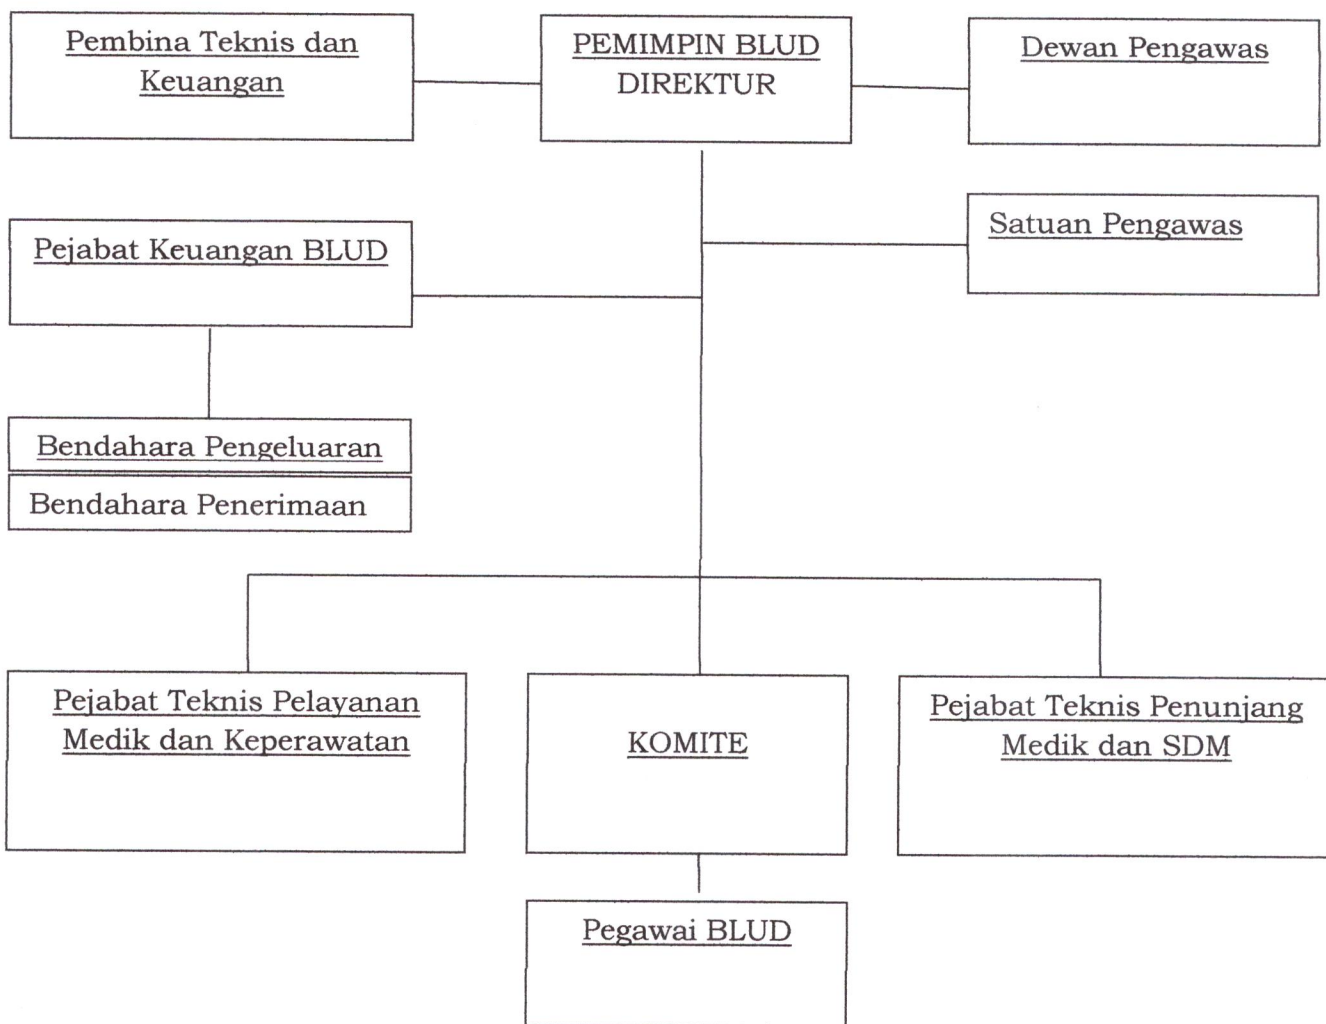 Pembina Teknis dan
Keuangan
PEMIMPIN BLUD
DIREKTUR
Dewan Pengawas
Pejabat Keuangan BLUD
Satuan Pengawas
Bendahara Pengeluaran
Bendahara Penerimaan
Pejabat Teknis Pelayanan
Medik dan Keperawatan
KOMITE
Pejabat Teknis Penunjang
Medik dan SDM
Pegawai BLUD